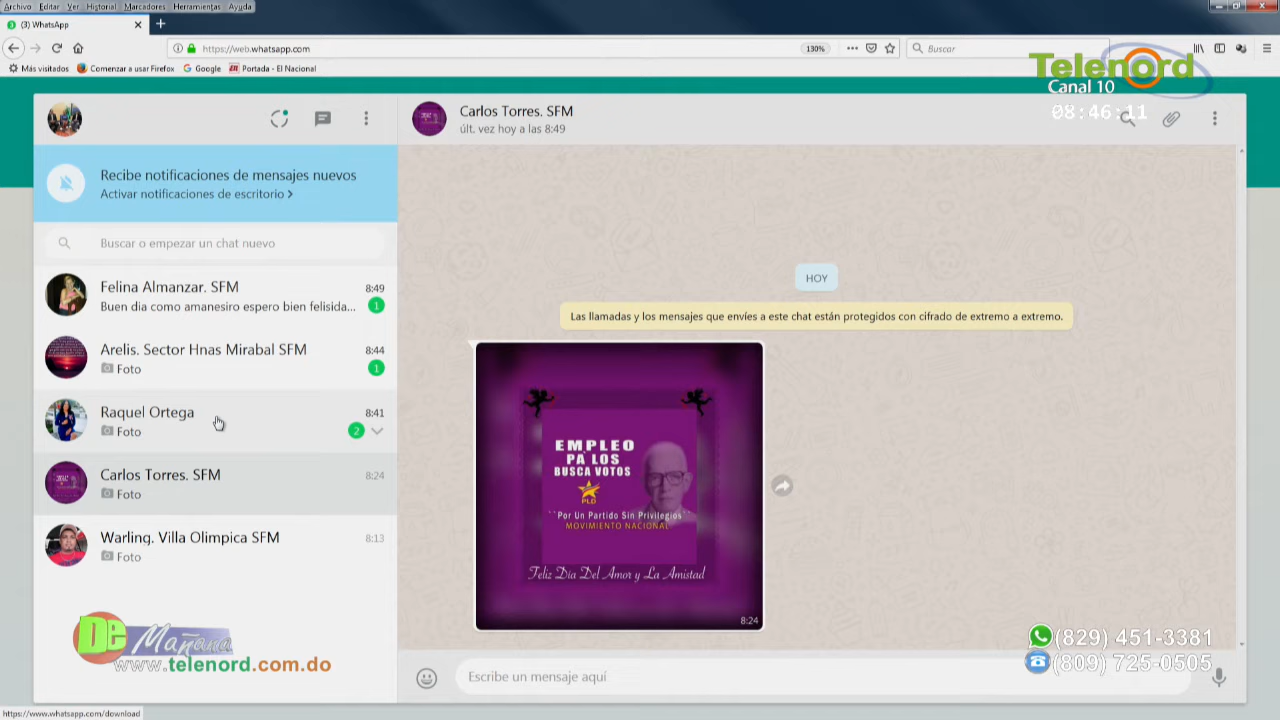 Archivo Editar Ver Historial Marcadores Herramientas Ayuda
(3) WhatsApp
https://web.whatsapp.com
130%
Buscar
Más visitados Comenzar a usar Firefox Google Portada - El Nacional
Telenord
Canal 10
08:46:11
Carlos Torres. SFM
últ. vez hoy a las 8:49
Recibe notificaciones de mensajes nuevos
Activar notificaciones de escritorio >
Buscar o empezar un chat nuevo
Felina Almanzar. SFM 8:49
Buen dia como amanesiro espero bien felisida... 1
Arelis. Sector Hnas Mirabal SFM 8:44
Foto 1
Raquel Ortega 8:41
Foto 2
Carlos Torres. SFM 8:24
Foto
Warling. Villa Olimpica SFM 8:13
Foto
HOY
Las llamadas y los mensajes que envíes a este chat están protegidos con cifrado de extremo a extremo.
EMPLEO
PA LOS
BUSCA VOTOS
PLD
``Por Un Partido Sin Privilegios``
MOVIMIENTO NACIONAL
Feliz Día Del Amor y La Amistad
8:24
De Mañana
www.telenord.com.do
(829) 451-3381
(809) 725-0505
Escribe un mensaje aquí
https://www.whatsapp.com/download